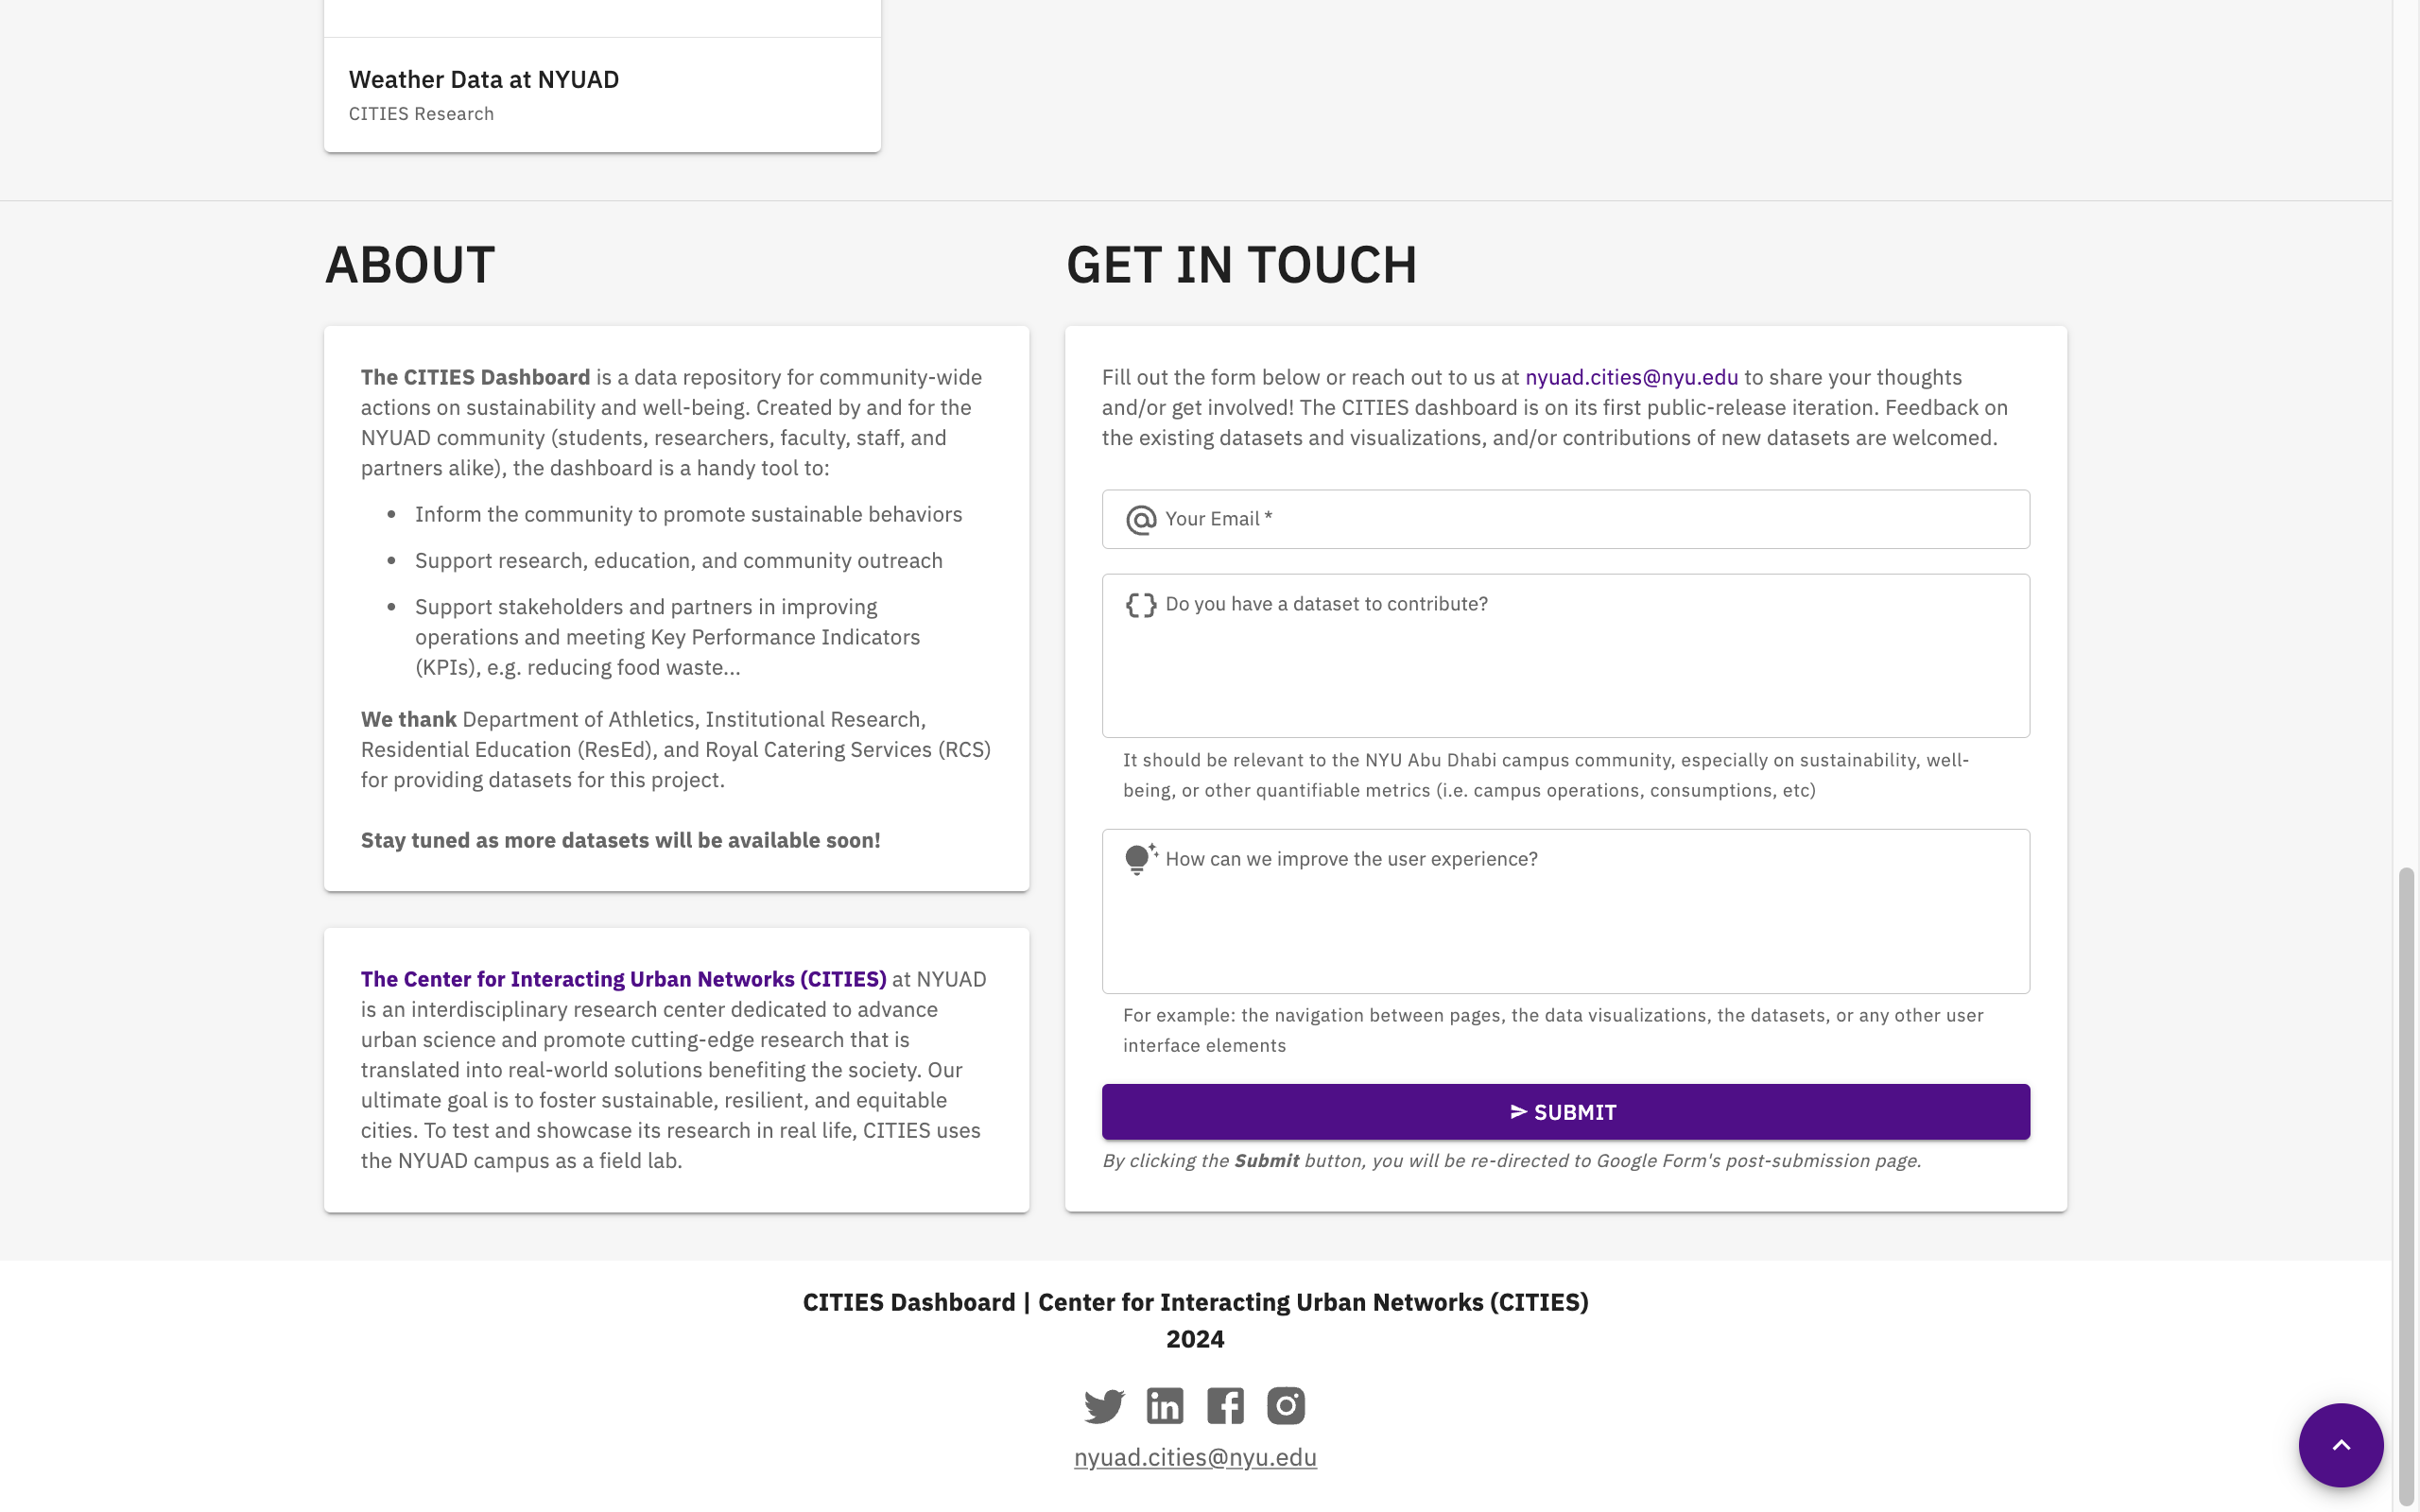 Weather Data at NYUAD
CITIES Research
ABOUT
The CITIES Dashboard is a data repository for community-wide
actions on sustainability and well-being. Created by and for the
NYUAD community (students, researchers, faculty, staff, and
partners alike), the dashboard is a handy tool to:
• Inform the community to promote sustainable behaviors
• Support research, education, and community outreach
• Support stakeholders and partners in improving
operations and meeting Key Performance Indicators
(KPIs), e.g. reducing food waste...
We thank Department of Athletics, Institutional Research,
Residential Education (ResEd), and Royal Catering Services (RCS)
for providing datasets for this project.
Stay tuned as more datasets will be available soon!
The Center for Interacting Urban Networks (CITIES) at NYUAD
is an interdisciplinary research center dedicated to advance
urban science and promote cutting-edge research that is
translated into real-world solutions benefiting the society. Our
ultimate goal is to foster sustainable, resilient, and equitable
cities. To test and showcase its research in real life, CITIES uses
the NYUAD campus as a field lab.
GET IN TOUCH
Fill out the form below or reach out to us at nyuad.cities@nyu.edu to share your thoughts
and/or get involved! The CITIES dashboard is on its first public-release iteration. Feedback on
the existing datasets and visualizations, and/or contributions of new datasets are welcomed.
Your Email *
Do you have a dataset to contribute?
It should be relevant to the NYU Abu Dhabi campus community, especially on sustainability, well-
being, or other quantifiable metrics (i.e. campus operations, consumptions, etc)
How can we improve the user experience?
For example: the navigation between pages, the data visualizations, the datasets, or any other user
interface elements
SUBMIT
By clicking the Submit button, you will be re-directed to Google Form's post-submission page.
CITIES Dashboard | Center for Interacting Urban Networks (CITIES)
2024
nyuad.cities@nyu.edu